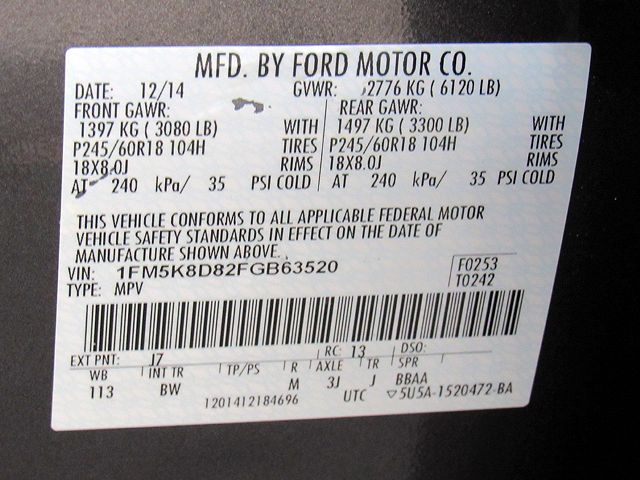 MFD. BY FORD MOTOR CO.
DATE: 12/14 GVWR: 2776 KG ( 6120 LB)
FRONT GAWR: REAR GAWR:
1397 KG ( 3080 LB) WITH 1497 KG ( 3300 LB) WITH
P245/60R18 104H TIRES P245/60R18 104H TIRES
18X8.0J RIMS 18X8.0J RIMS
AT 240 kPa/ 35 PSI COLD AT 240 kPa/ 35 PSI COLD
THIS VEHICLE CONFORMS TO ALL APPLICABLE FEDERAL MOTOR
VEHICLE SAFETY STANDARDS IN EFFECT ON THE DATE OF
MANUFACTURE SHOWN ABOVE.
VIN: 1FM5K8D82FGB63520 F0253
TYPE: MPV T0242
EXT PNT: J7 RC: 13 DSO:
WB INT TR TP/PS R AXLE TR SPR
113 BW M 3J J BBAA
1201412184696 UTC ▽5U5A-1520472-BA